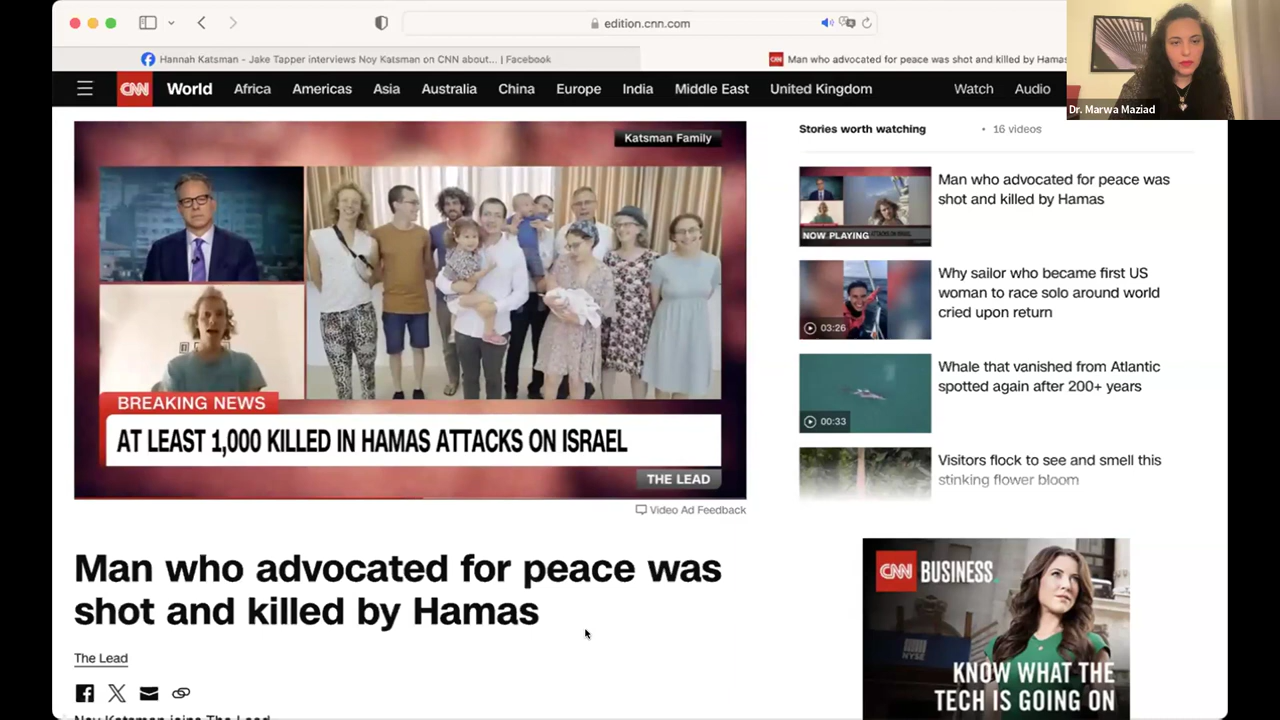 edition.cnn.com
Hannah Katsman - Jake Tapper interviews Noy Katsman on CNN about... | Facebook
CNN
Man who advocated for peace was shot and killed by Hamas
Dr. Marwa Maziad
CNN World Africa Americas Asia Australia China Europe India Middle East United Kingdom Watch Audio
Katsman Family
BREAKING NEWS
AT LEAST 1,000 KILLED IN HAMAS ATTACKS ON ISRAEL
THE LEAD
Video Ad Feedback
Man who advocated for peace was
shot and killed by Hamas
The Lead
Noy Katsman joins The Lead
Stories worth watching • 16 videos
NOW PLAYING
Man who advocated for peace was
shot and killed by Hamas
03:26
Why sailor who became first US
woman to race solo around world
cried upon return
00:33
Whale that vanished from Atlantic
spotted again after 200+ years
Visitors flock to see and smell this
stinking flower bloom
CNN BUSINESS
NYSE
KNOW WHAT THE
TECH IS GOING ON